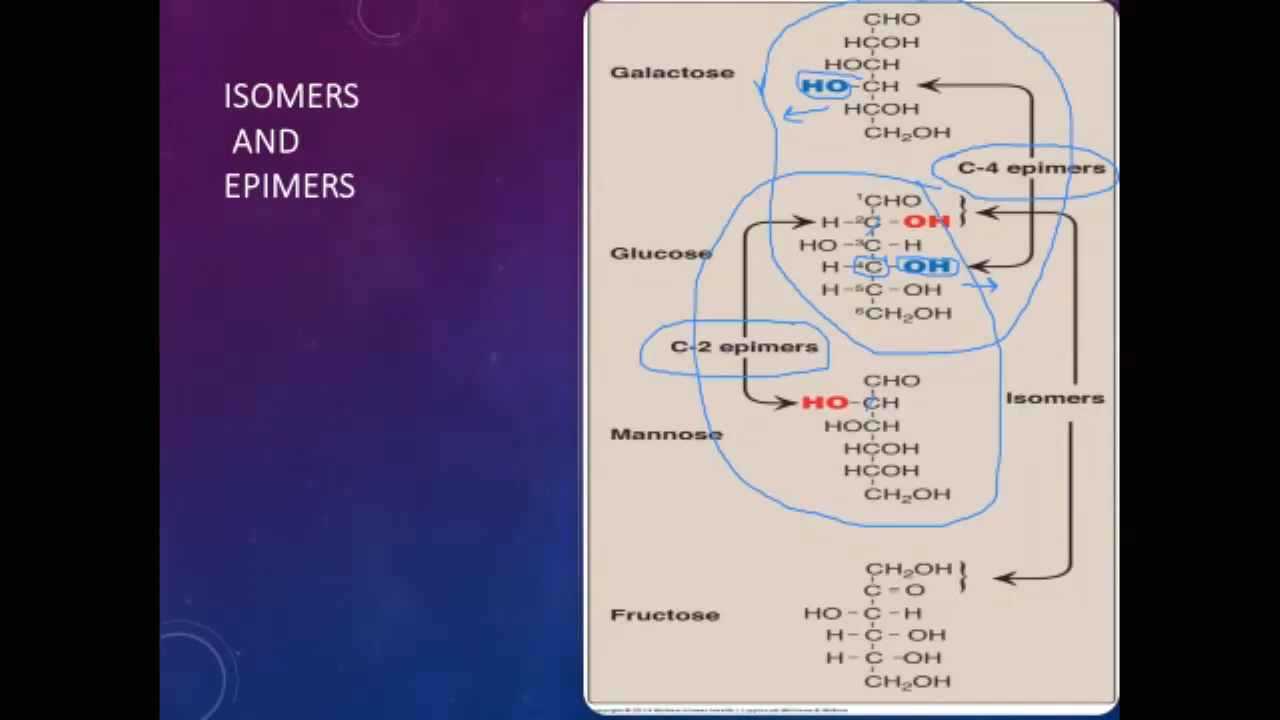 ISOMERS
AND
EPIMERS
Galactose
CHO
HCOH
HOCH
HO-CH
HCOH
CH₂OH
C-4 epimers
Glucose
¹CHO
H-²C-OH
HO-³C-H
H-⁴C-OH
H-⁵C-OH
⁶CH₂OH
C-2 epimers
Mannose
CHO
HO-CH
HOCH
HCOH
HCOH
CH₂OH
Isomers
Fructose
CH₂OH
C=O
HO-C-H
H-C-OH
H-C-OH
CH₂OH